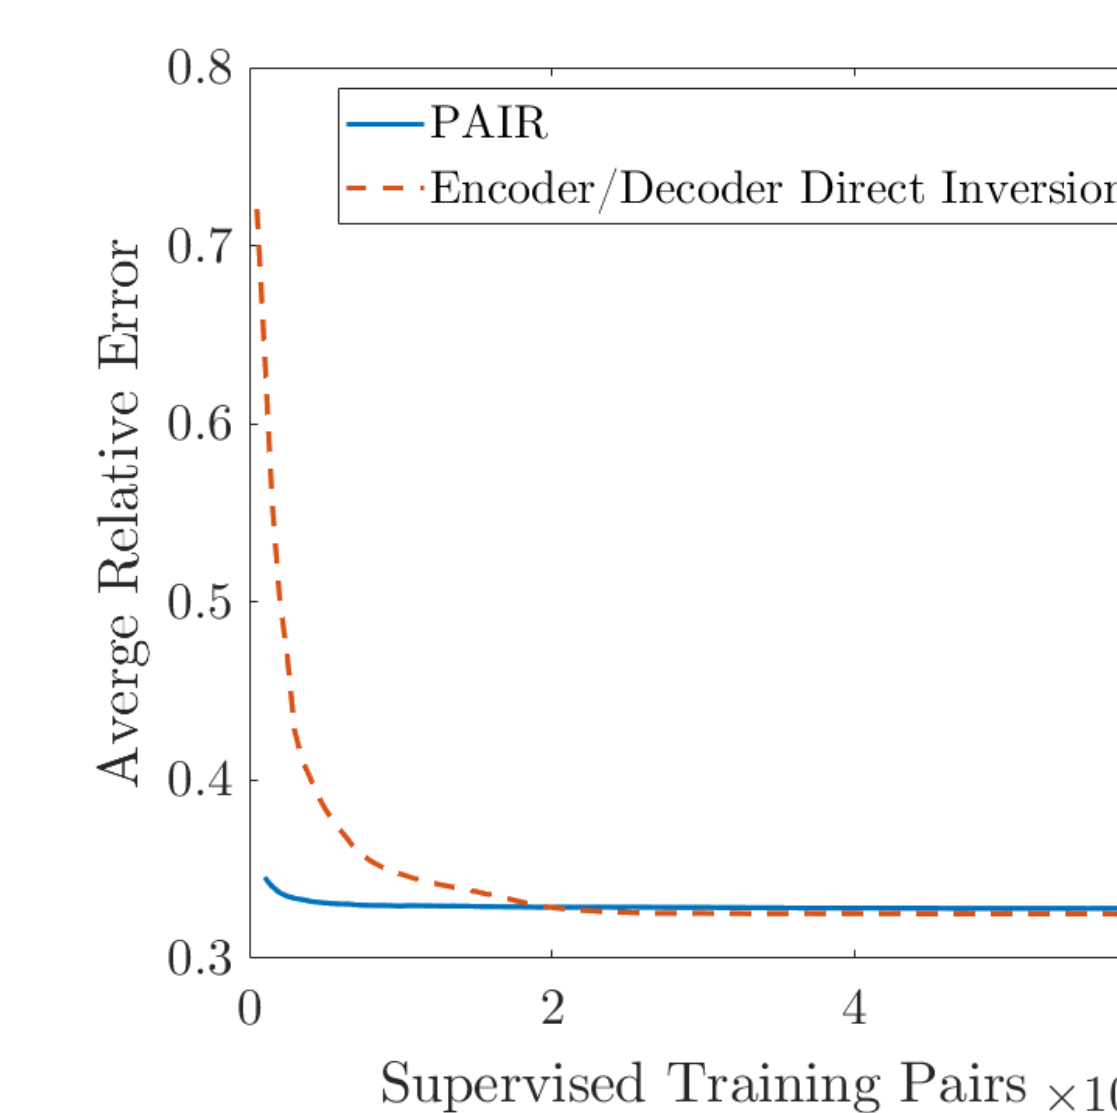 0.8
PAIR
Encoder/Decoder Direct Inversion
0.7
0.6
0.5
0.4
0.3
Averge Relative Error
0 2 4
Supervised Training Pairs ×10